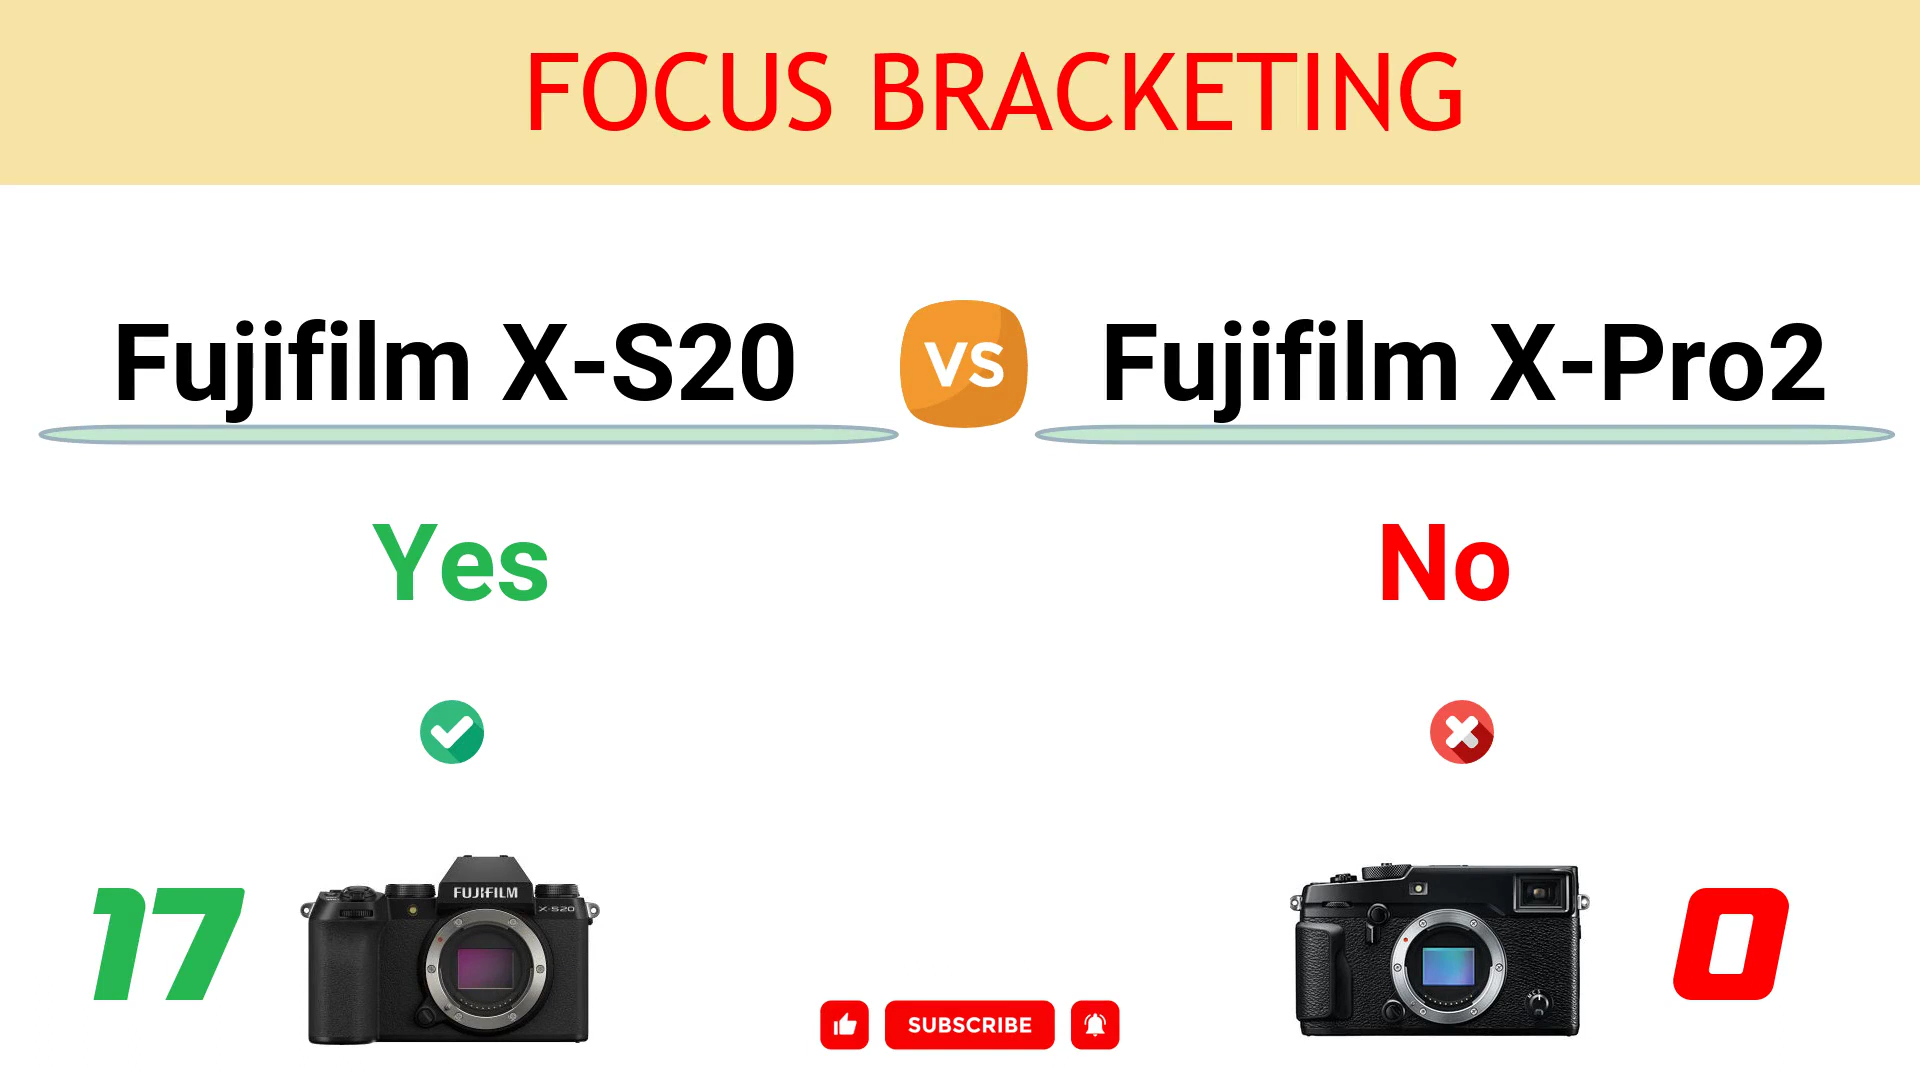 FOCUS BRACKETING
Fujifilm X-S20
VS
Fujifilm X-Pro2
Yes
No
17
FUJIFILM
X-S20
0
SUBSCRIBE